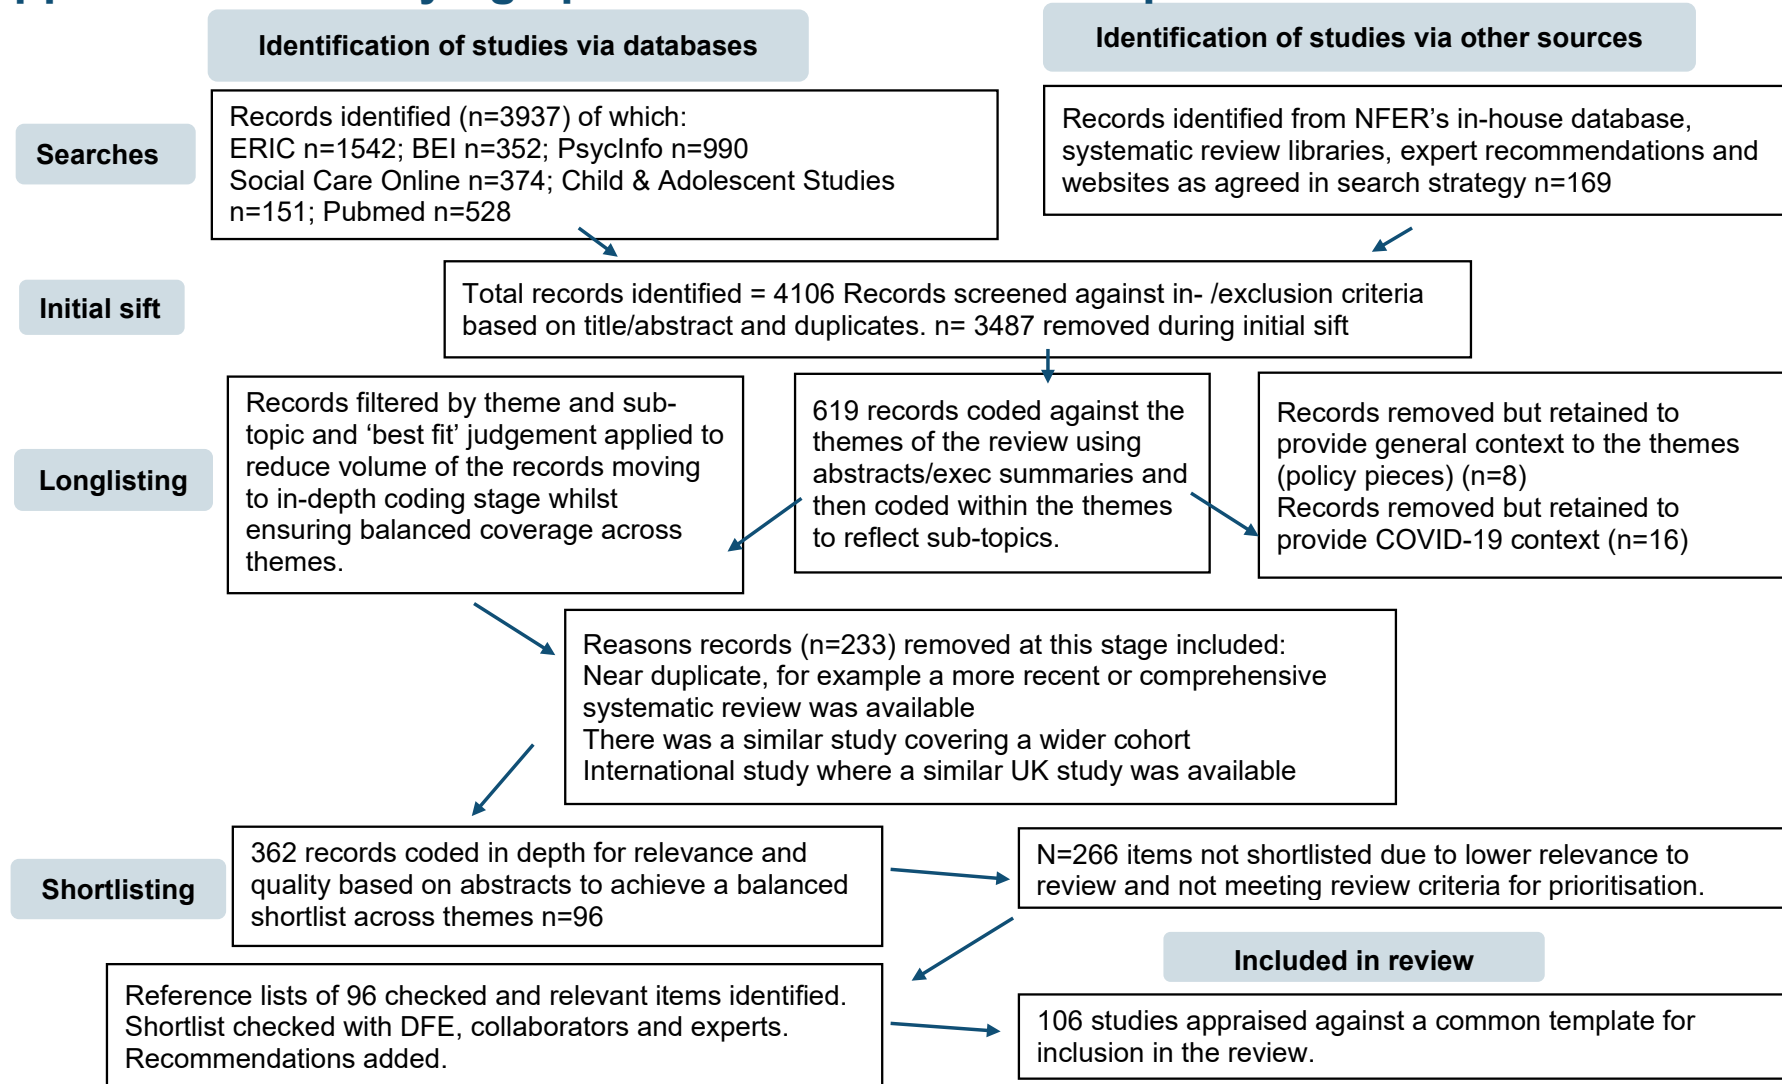 Identification of studies via databases
Identification of studies via other sources
Searches
Records identified (n=3937) of which:
ERIC n=1542; BEI n=352; PsycInfo n=990
Social Care Online n=374; Child & Adolescent Studies
n=151; Pubmed n=528
Records identified from NFER’s in-house database,
systematic review libraries, expert recommendations and
websites as agreed in search strategy n=169
Initial sift
Total records identified = 4106 Records screened against in- /exclusion criteria
based on title/abstract and duplicates. n= 3487 removed during initial sift
Longlisting
Records filtered by theme and sub-
topic and ‘best fit’ judgement applied to
reduce volume of the records moving
to in-depth coding stage whilst
ensuring balanced coverage across
themes.
619 records coded against the
themes of the review using
abstracts/exec summaries and
then coded within the themes
to reflect sub-topics.
Records removed but retained to
provide general context to the themes
(policy pieces) (n=8)
Records removed but retained to
provide COVID-19 context (n=16)
Reasons records (n=233) removed at this stage included:
Near duplicate, for example a more recent or comprehensive
systematic review was available
There was a similar study covering a wider cohort
International study where a similar UK study was available
Shortlisting
362 records coded in depth for relevance and
quality based on abstracts to achieve a balanced
shortlist across themes n=96
N=266 items not shortlisted due to lower relevance to
review and not meeting review criteria for prioritisation.
Reference lists of 96 checked and relevant items identified.
Shortlist checked with DFE, collaborators and experts.
Recommendations added.
Included in review
106 studies appraised against a common template for
inclusion in the review.